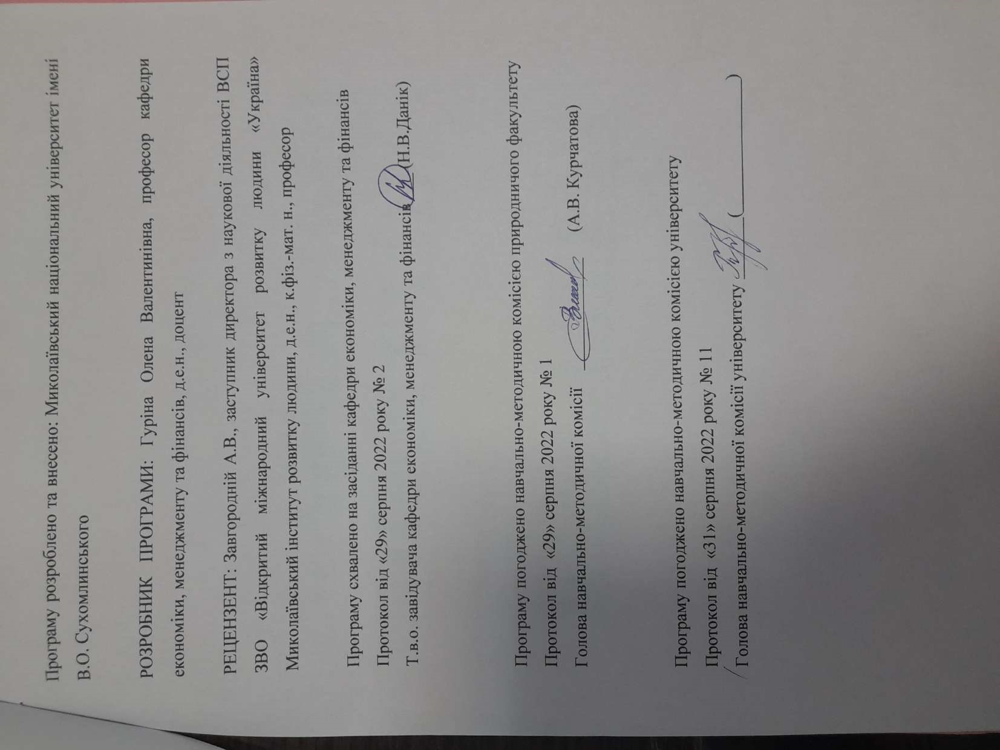 Програму розроблено та внесено: Миколаївський національний університет імені
В.О. Сухомлинського
РОЗРОБНИК ПРОГРАМИ: Гуріна Олена Валентинівна, професор кафедри
економіки, менеджменту та фінансів, д.е.н., доцент
РЕЦЕНЗЕНТ: Завгородній А.В., заступник директора з наукової діяльності ВСП
ЗВО «Відкритий міжнародний університет розвитку людини «Україна»
Миколаївський інститут розвитку людини, д.е.н., к.фіз.-мат. н., професор
Програму схвалено на засіданні кафедри економіки, менеджменту та фінансів
Протокол від «29» серпня 2022 року № 2
Т.в.о. завідувача кафедри економіки, менеджменту та фінансів (Н.В.Данік)
Програму погоджено навчально-методичною комісією природничого факультету
Протокол від «29» серпня 2022 року № 1
Голова навчально-методичної комісії (А.В. Курчатова)
Програму погоджено навчально-методичною комісією університету
Протокол від «31» серпня 2022 року № 11
Голова навчально-методичної комісії університету ______(______________)